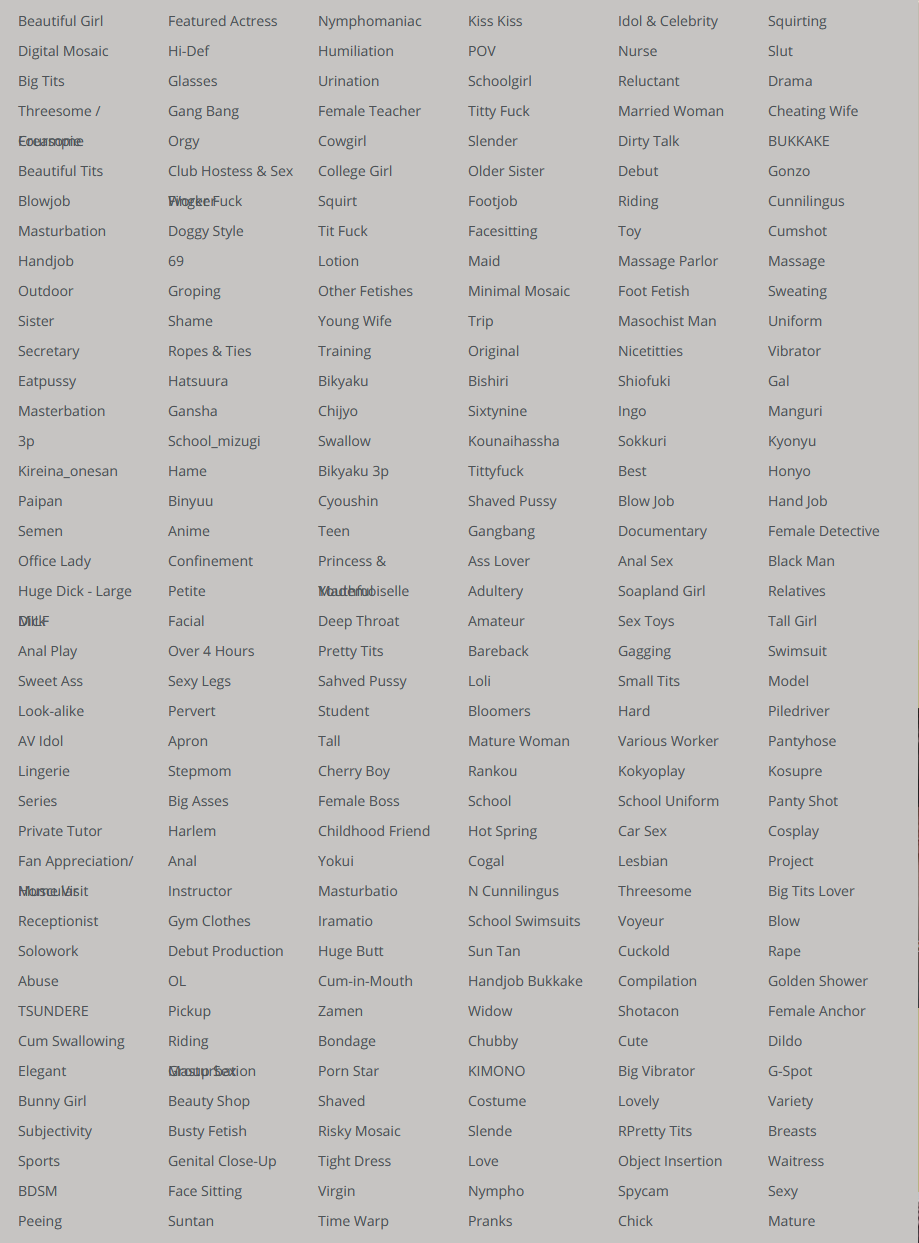 Beautiful Girl Featured Actress Nymphomaniac Kiss Kiss Idol & Celebrity Squirting
Digital Mosaic Hi-Def Humiliation POV Nurse Slut
Big Tits Glasses Urination Schoolgirl Reluctant Drama
Threesome / Gang Bang Female Teacher Titty Fuck Married Woman Cheating Wife
Orgy Cowgirl Slender Dirty Talk BUKKAKE
Beautiful Tits Club Hostess & Sex College Girl Older Sister Debut Gonzo
Blowjob Fuck Squirt Footjob Riding Cunnilingus
Masturbation Doggy Style Tit Fuck Facesitting Toy Cumshot
Handjob 69 Lotion Maid Massage Parlor Massage
Outdoor Groping Other Fetishes Minimal Mosaic Foot Fetish Sweating
Sister Shame Young Wife Trip Masochist Man Uniform
Secretary Ropes & Ties Training Original Nicetitties Vibrator
Eatpussy Hatsuura Bikyaku Bishiri Shiofuki Gal
Masterbation Gansha Chijyo Sixtynine Ingo Manguri
3p School_mizugi Swallow Kounaihassha Sokkuri Kyonyu
Kireina_onesan Hame Bikyaku 3p Tittyfuck Best Honyo
Paipan Binyuu Cyoushin Shaved Pussy Blow Job Hand Job
Semen Anime Teen Gangbang Documentary Female Detective
Office Lady Confinement Princess & Ass Lover Anal Sex Black Man
Huge Dick - Large Petite Adultery Soapland Girl Relatives
Facial Deep Throat Amateur Sex Toys Tall Girl
Anal Play Over 4 Hours Pretty Tits Bareback Gagging Swimsuit
Sweet Ass Sexy Legs Sahved Pussy Loli Small Tits Model
Look-alike Pervert Student Bloomers Hard Piledriver
AV Idol Apron Tall Mature Woman Various Worker Pantyhose
Lingerie Stepmom Cherry Boy Rankou Kokyoplay Kosupre
Series Big Asses Female Boss School School Uniform Panty Shot
Private Tutor Harlem Childhood Friend Hot Spring Car Sex Cosplay
Fan Appreciation/ Anal Yokui Cogal Lesbian Project
Instructor Masturbatio N Cunnilingus Threesome Big Tits Lover
Receptionist Gym Clothes Iramatio School Swimsuits Voyeur Blow
Solowork Debut Production Huge Butt Sun Tan Cuckold Rape
Abuse OL Cum-in-Mouth Handjob Bukkake Compilation Golden Shower
TSUNDERE Pickup Zamen Widow Shotacon Female Anchor
Cum Swallowing Riding Bondage Chubby Cute Dildo
Elegant Porn Star KIMONO Big Vibrator G-Spot
Bunny Girl Beauty Shop Shaved Costume Lovely Variety
Subjectivity Busty Fetish Risky Mosaic Slende RPretty Tits Breasts
Sports Genital Close-Up Tight Dress Love Object Insertion Waitress
BDSM Face Sitting Virgin Nympho Spycam Sexy
Peeing Suntan Time Warp Pranks Chick Mature